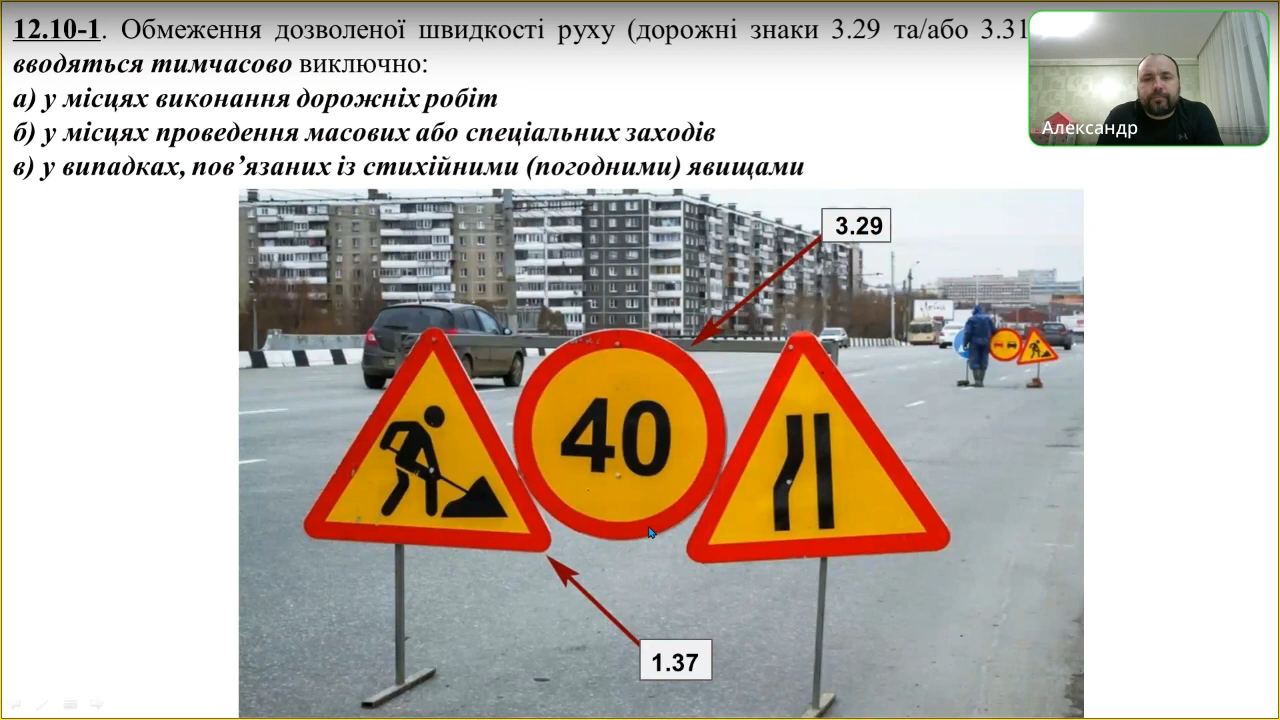 12.10-1. Обмеження дозволеної швидкості руху (дорожні знаки 3.29 та/або 3.31
вводяться тимчасово виключно:
а) у місцях виконання дорожніх робіт
б) у місцях проведення масових або спеціальних заходів
в) у випадках, пов’язаних із стихійними (погодними) явищами
Александр
3.29
40
1.37